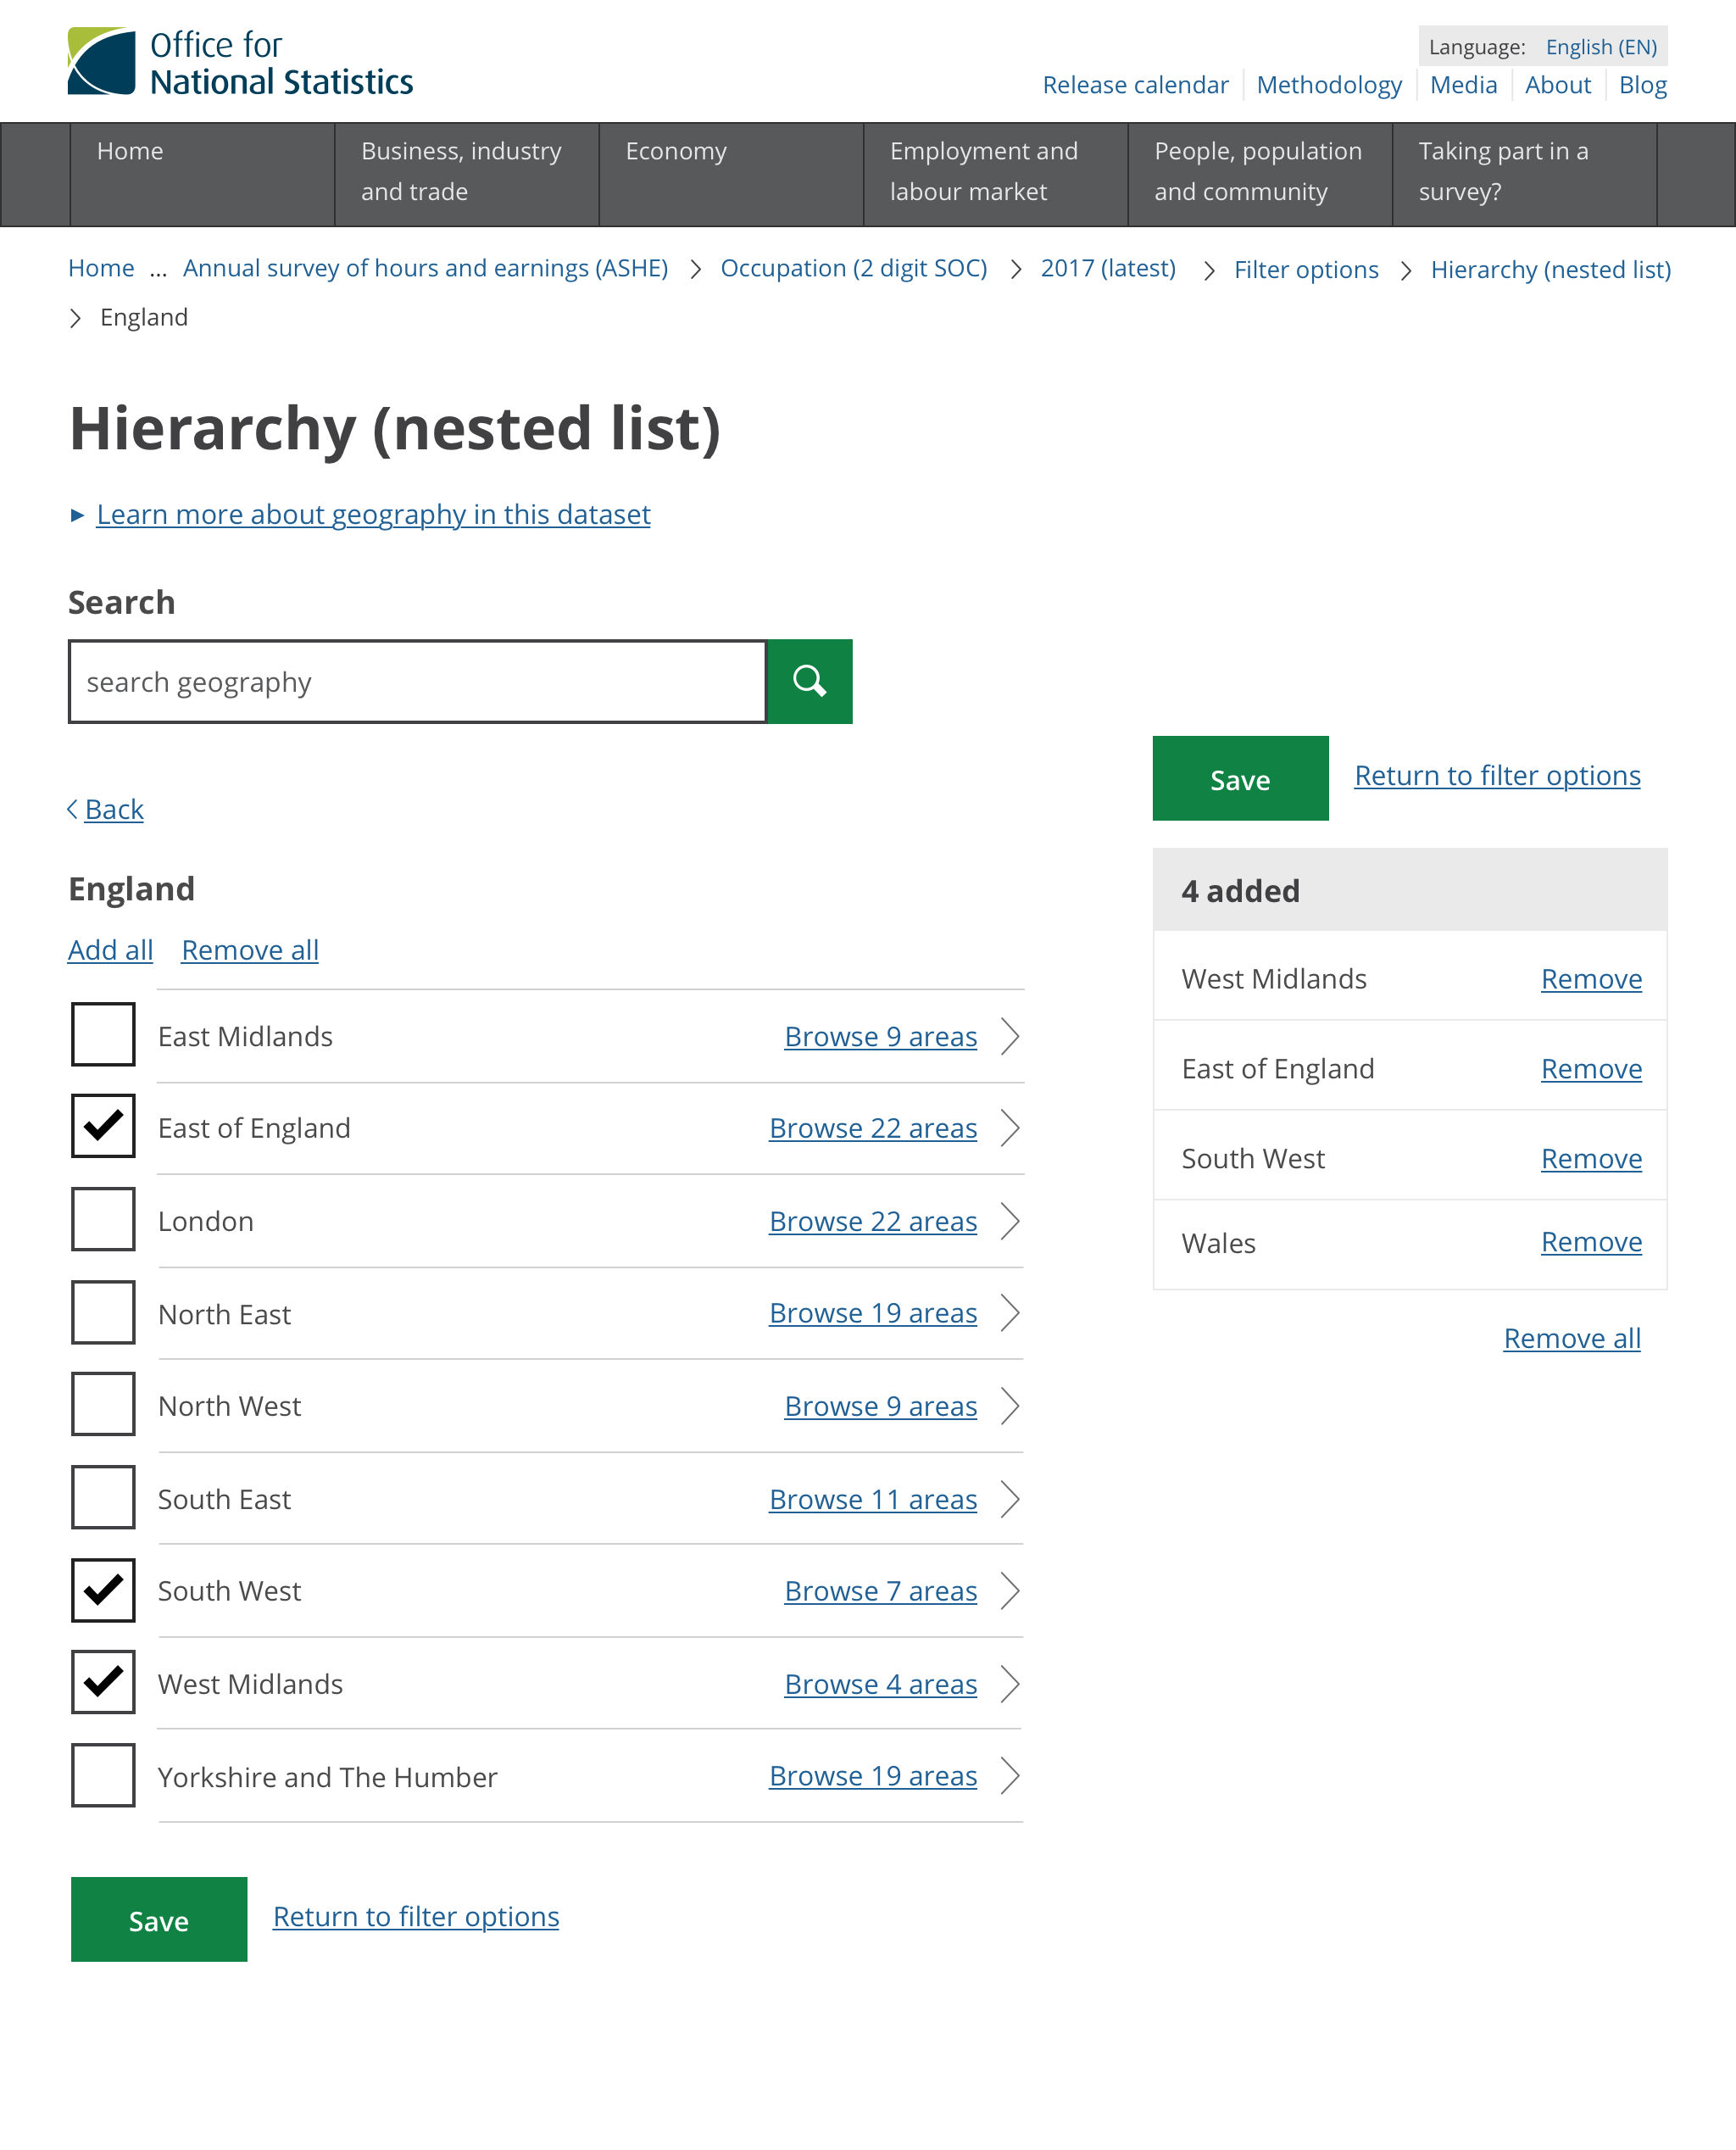 Office for
National Statistics
Language: English (EN)
Release calendar Methodology Media About Blog
Home
Business, industry
and trade
Economy
Employment and
labour market
People, population
and community
Taking part in a
survey?
Home ... Annual survey of hours and earnings (ASHE) > Occupation (2 digit SOC) > 2017 (latest) > Filter options > Hierarchy (nested list)
> England
Hierarchy (nested list)
Learn more about geography in this dataset
Search
search geography
Back
England
Add all Remove all
East Midlands Browse 9 areas
East of England Browse 22 areas
London Browse 22 areas
North East Browse 19 areas
North West Browse 9 areas
South East Browse 11 areas
South West Browse 7 areas
West Midlands Browse 4 areas
Yorkshire and The Humber Browse 19 areas
Save Return to filter options
Save Return to filter options
4 added
West Midlands Remove
East of England Remove
South West Remove
Wales Remove
Remove all